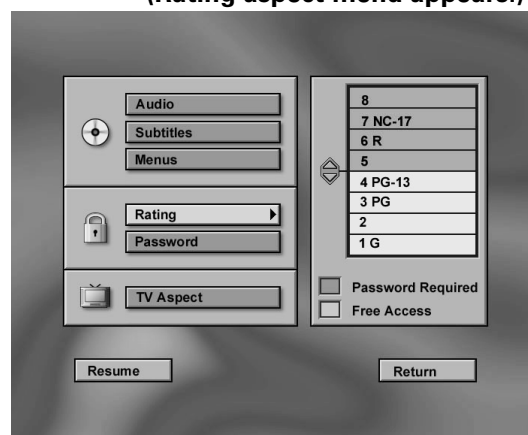 (Rating aspect menu appears.)
Audio
Subtitles
Menus
Rating
Password
TV Aspect
8
7 NC-17
6 R
5
4 PG-13
3 PG
2
1 G
Password Required
Free Access
Resume
Return